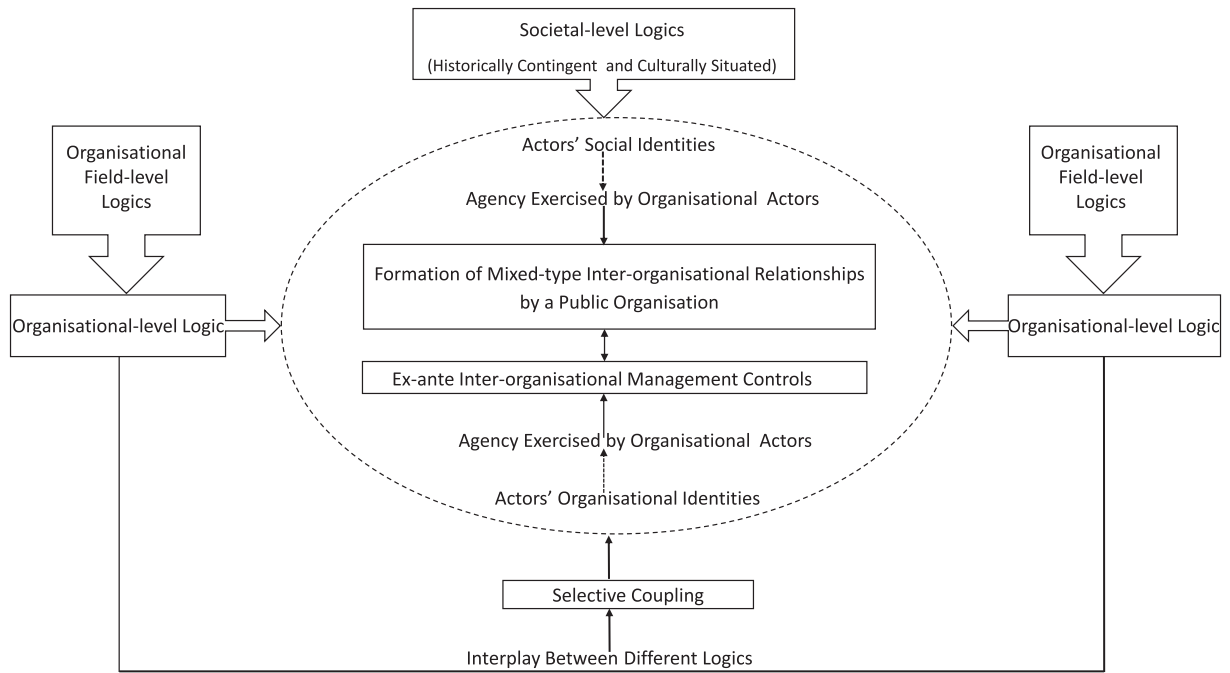 Societal-level Logics
(Historically Contingent and Culturally Situated)
Organisational
Field-level
Logics
Organisational
Field-level
Logics
Actors’ Social Identities
Agency Exercised by Organisational Actors
Formation of Mixed-type Inter-organisational Relationships
by a Public Organisation
Organisational-level Logic
Organisational-level Logic
Ex-ante Inter-organisational Management Controls
Agency Exercised by Organisational Actors
Actors’ Organisational Identities
Selective Coupling
Interplay Between Different Logics